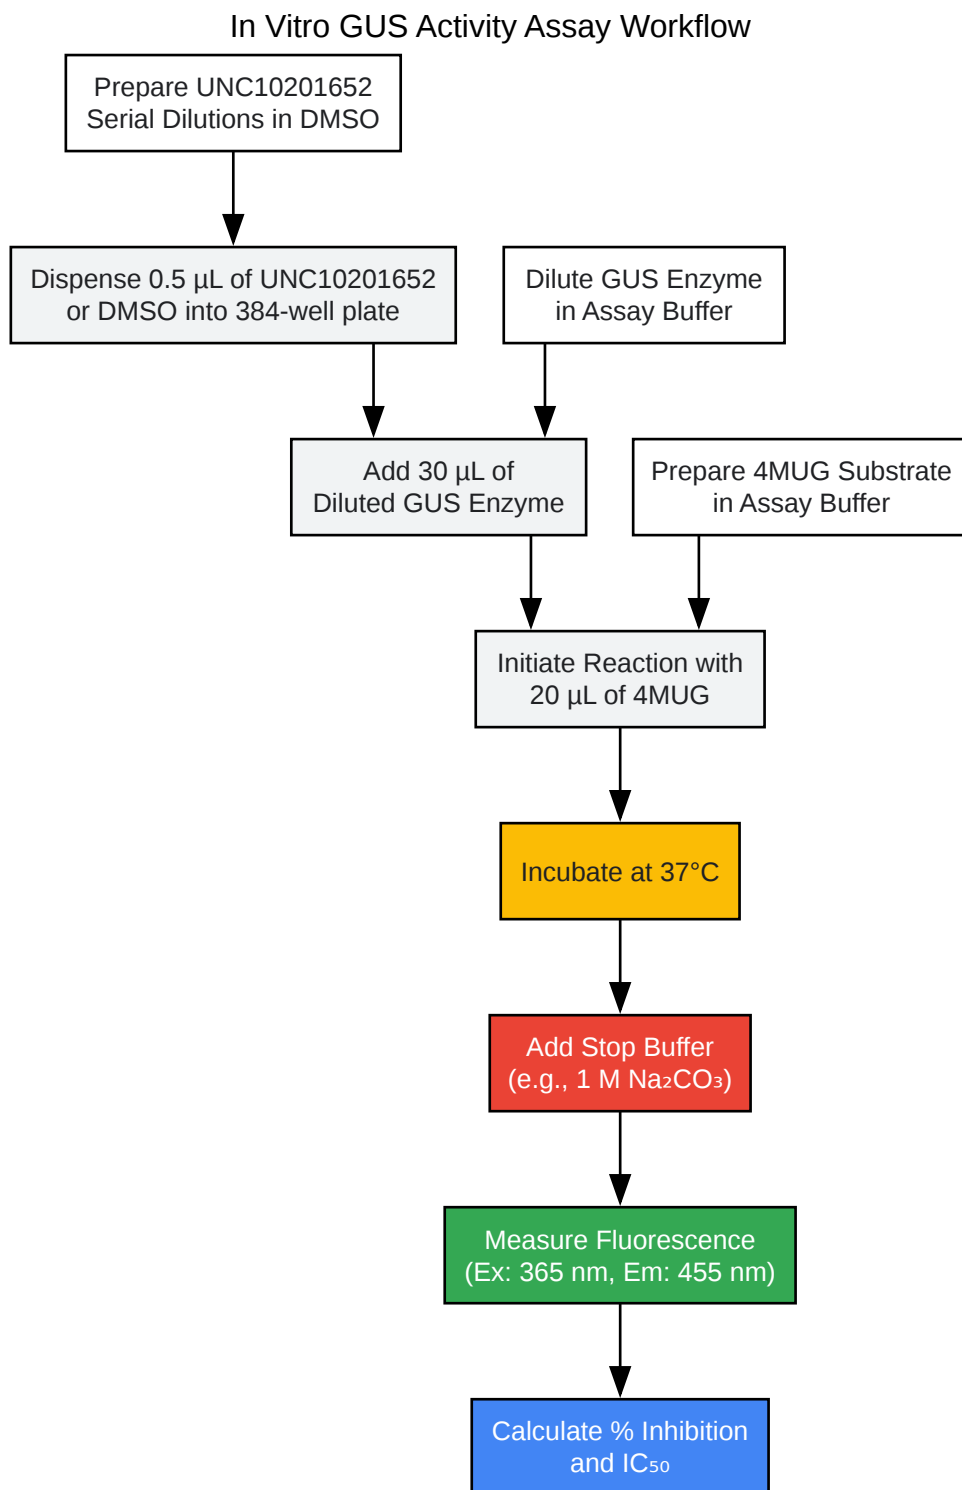 In Vitro GUS Activity Assay Workflow
Prepare UNC10201652
Serial Dilutions in DMSO
Dispense 0.5 µL of UNC10201652
or DMSO into 384-well plate
Dilute GUS Enzyme
in Assay Buffer
Add 30 µL of
Diluted GUS Enzyme
Prepare 4MUG Substrate
in Assay Buffer
Initiate Reaction with
20 µL of 4MUG
Incubate at 37°C
Add Stop Buffer
(e.g., 1 M Na₂CO₃)
Measure Fluorescence
(Ex: 365 nm, Em: 455 nm)
Calculate % Inhibition
and IC₅₀